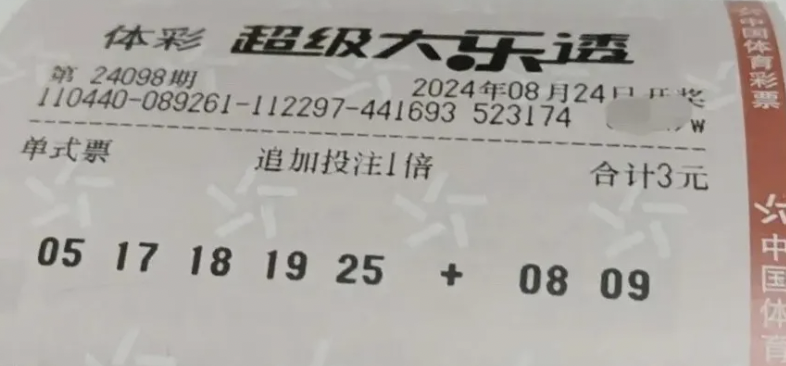 体彩 超级大乐透
第 24098期 2024年08月24日开奖
110440-089261-112297-441693 523174 /W
单式票 追加投注1倍 合计3元
05 17 18 19 25 + 08 09
中国体育彩票
中国体育